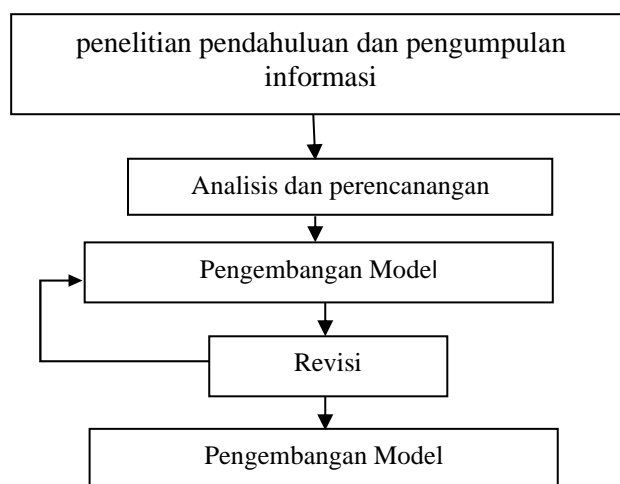 penelitian pendahuluan dan pengumpulan
informasi
Analisis dan perencanangan
Pengembangan Model
Revisi
Pengembangan Model